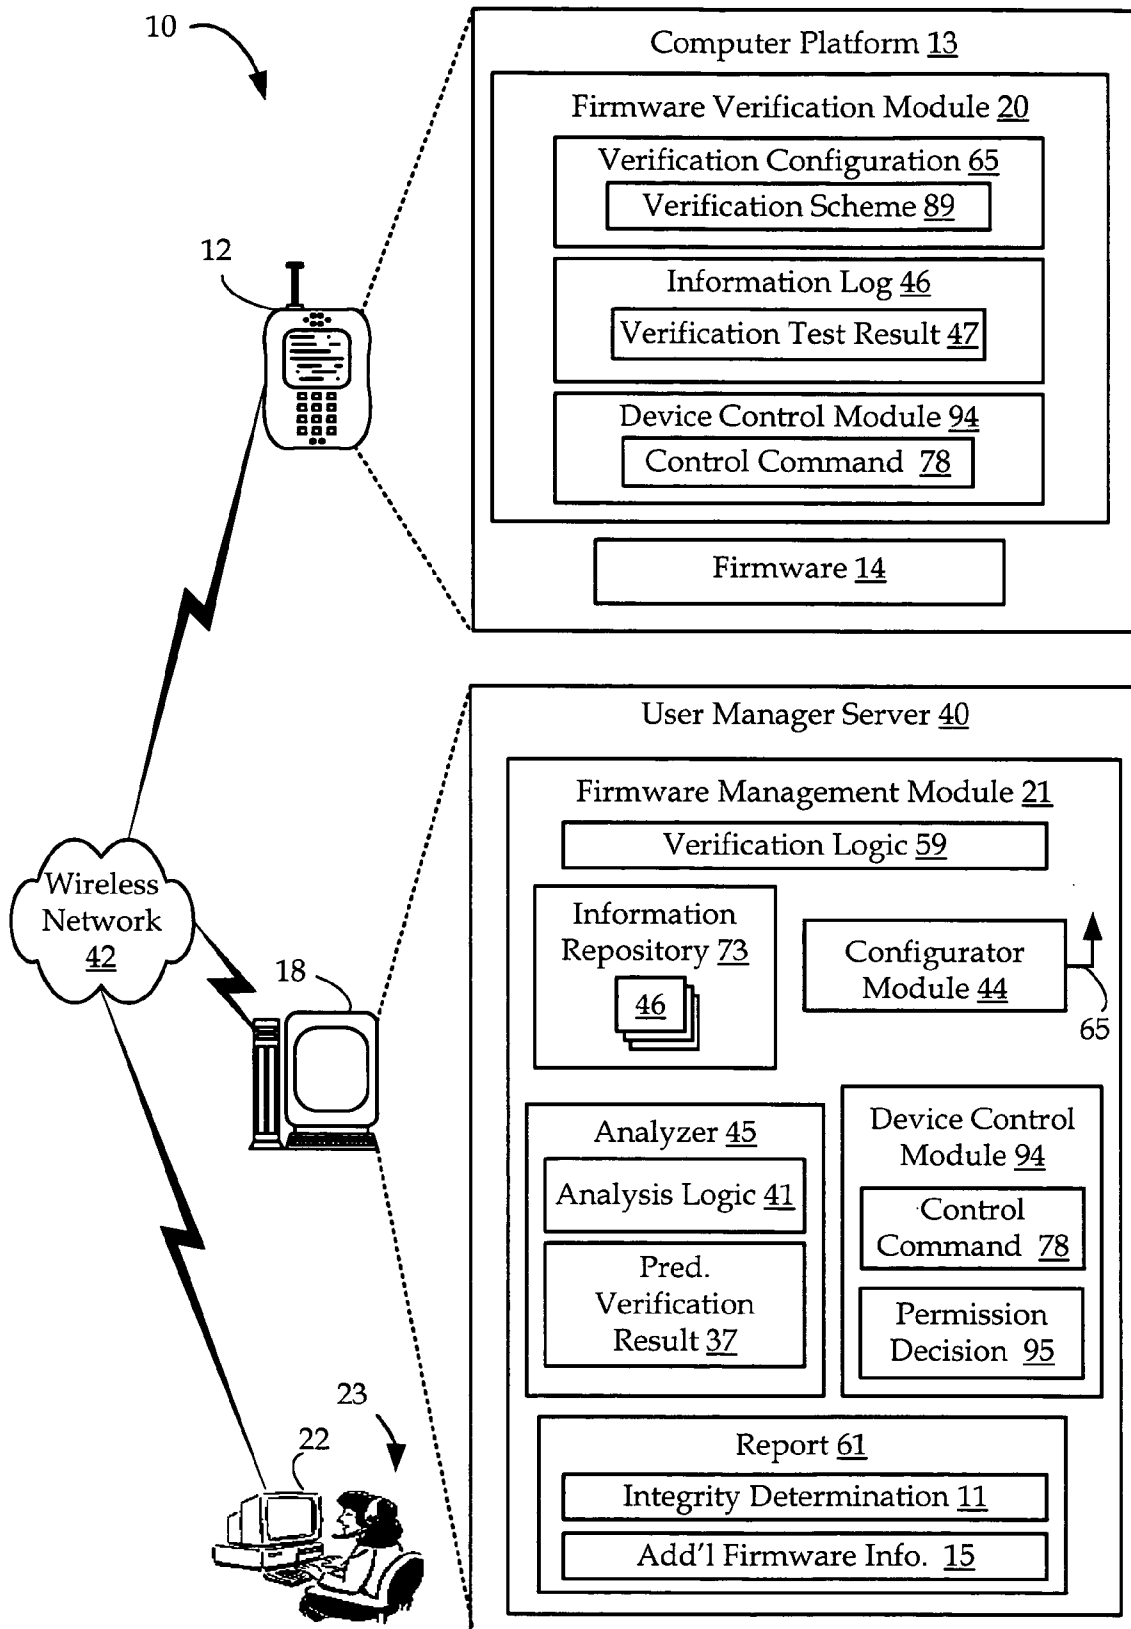 10
Computer Platform 13
Firmware Verification Module 20
Verification Configuration 65
Verification Scheme 89
12
Information Log 46
Verification Test Result 47
Device Control Module 94
Control Command 78
Firmware 14
User Manager Server 40
Firmware Management Module 21
Verification Logic 59
Wireless
Network
42
Information
Repository 73
46
Configurator
Module 44
65
18
Analyzer 45
Analysis Logic 41
Pred.
Verification
Result 37
Device Control
Module 94
Control
Command 78
Permission
Decision 95
23
22
Report 61
Integrity Determination 11
Add'l Firmware Info. 15